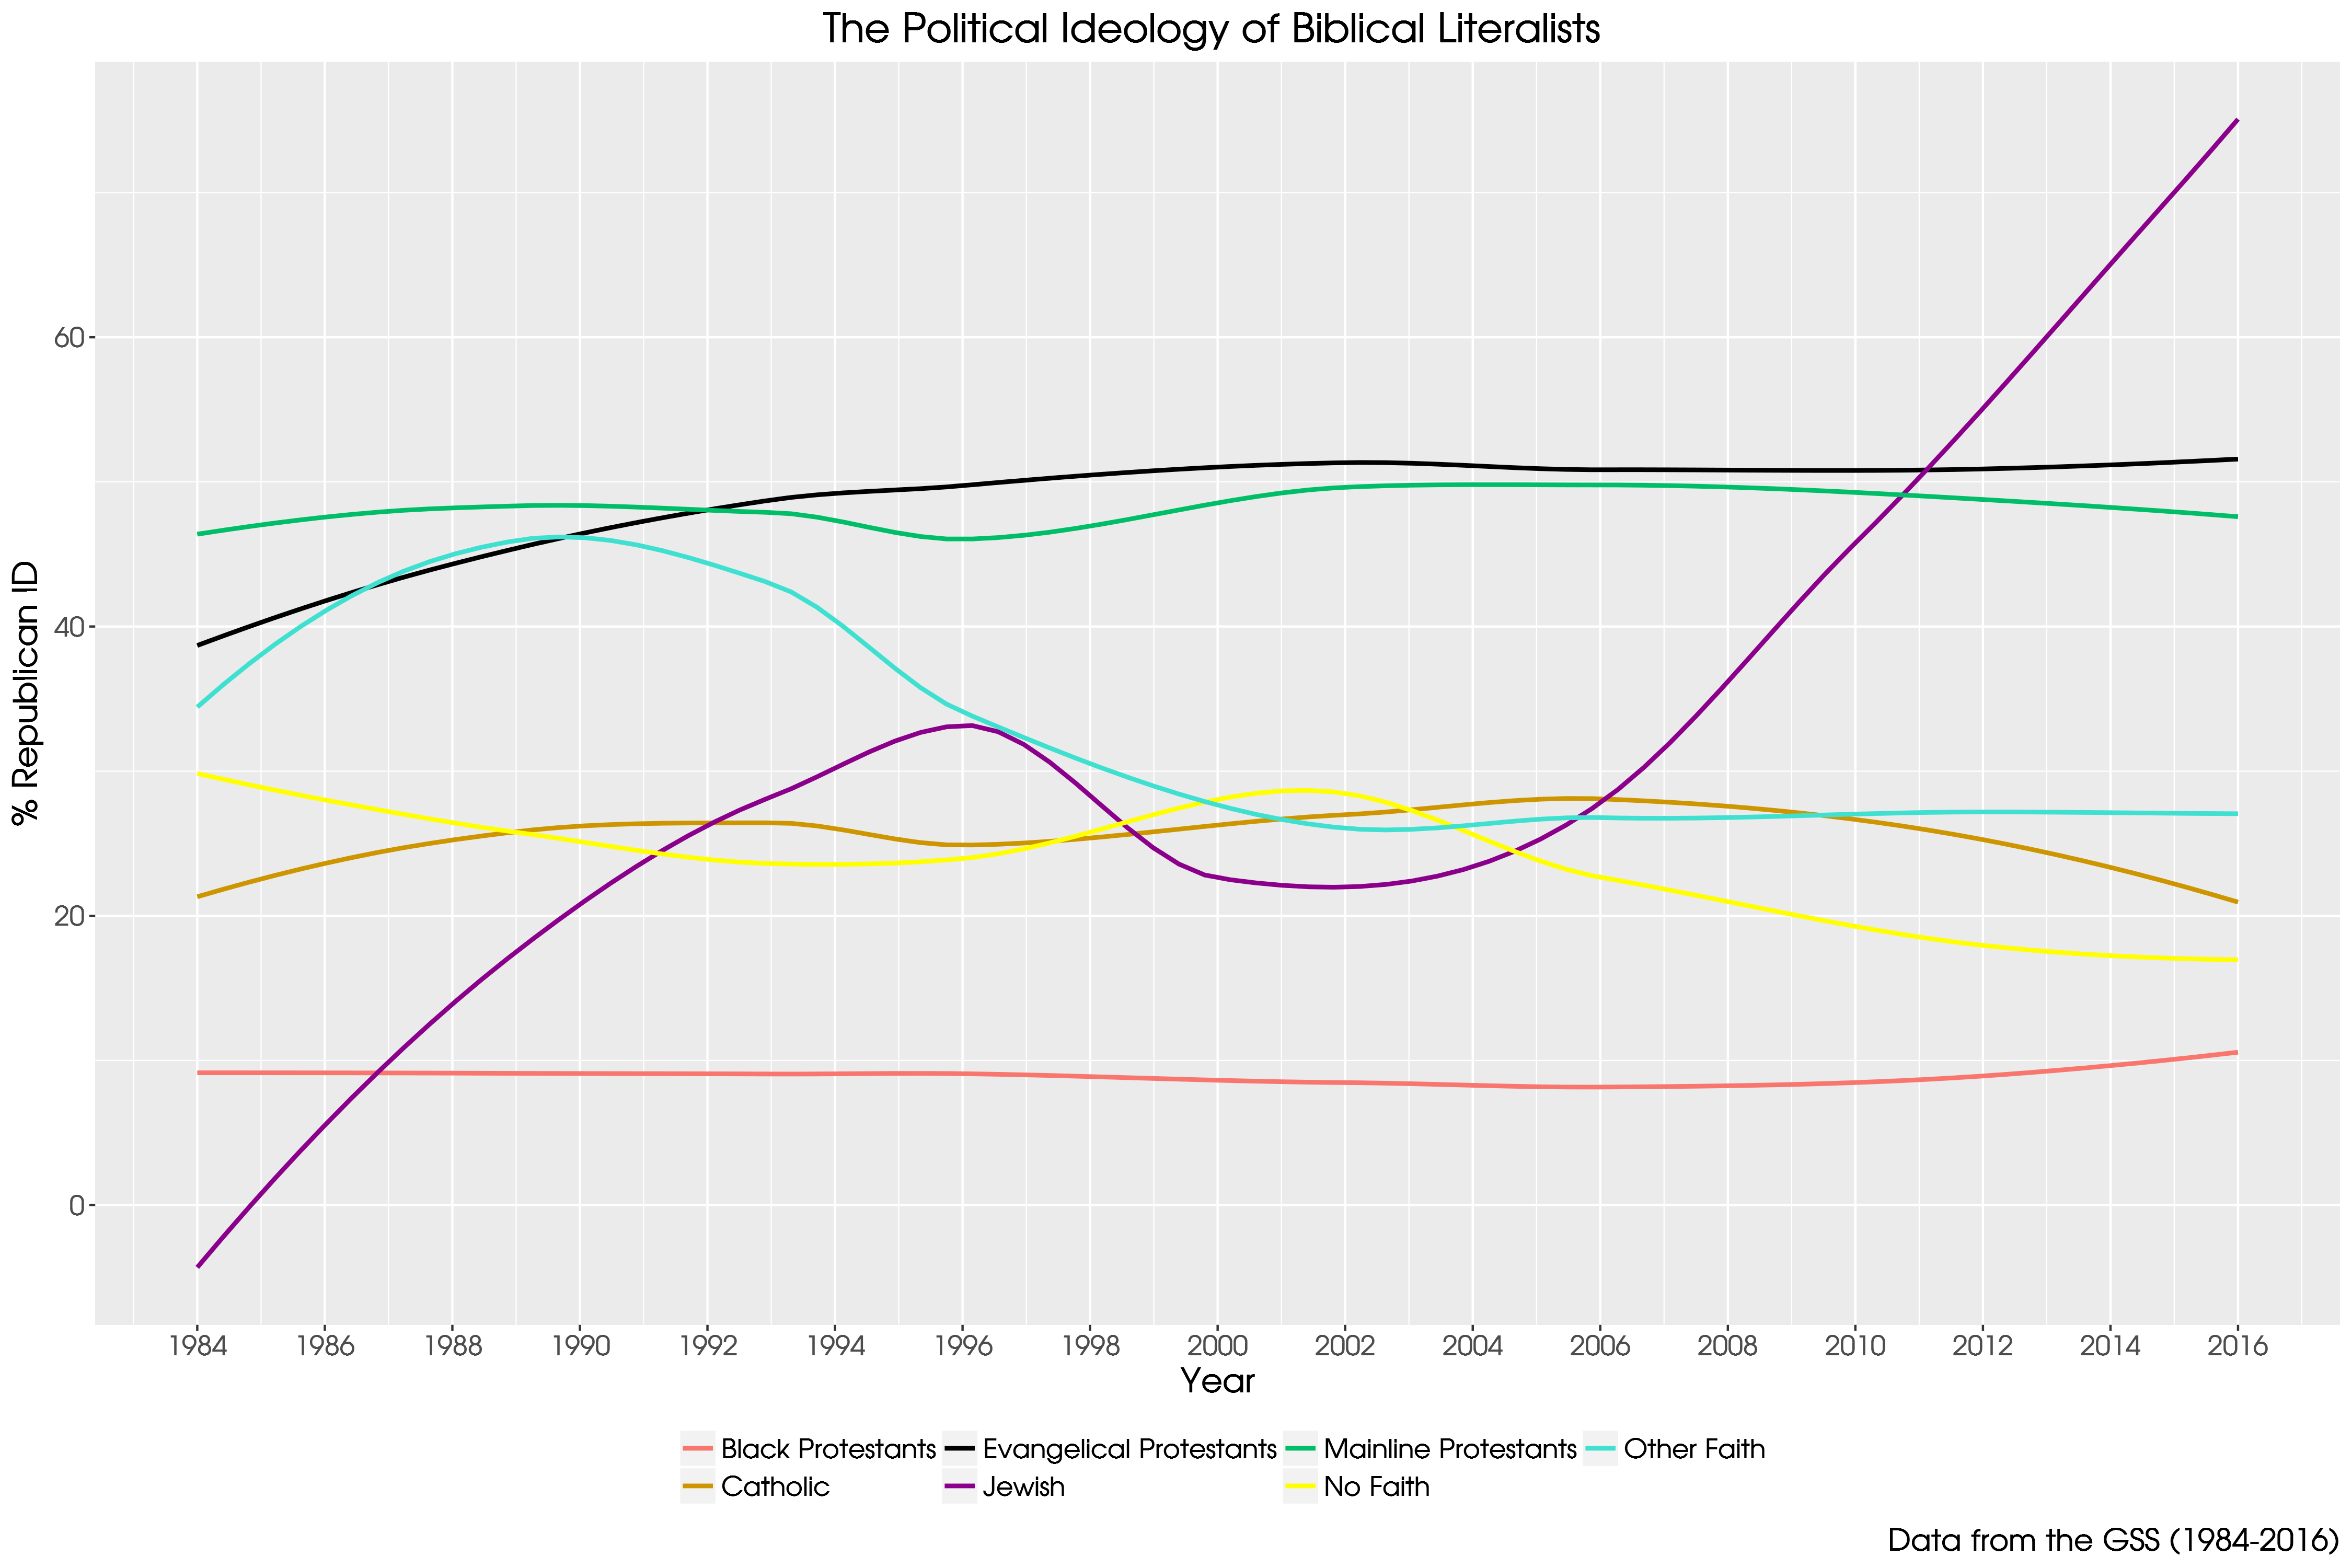 The Political Ideology of Biblical Literalists
% Republican ID
60
40
20
0
1984 1986 1988 1990 1992 1994 1996 1998 2000 2002 2004 2006 2008 2010 2012 2014 2016
Year
Black Protestants Evangelical Protestants Mainline Protestants Other Faith
Catholic Jewish No Faith
Data from the GSS (1984-2016)